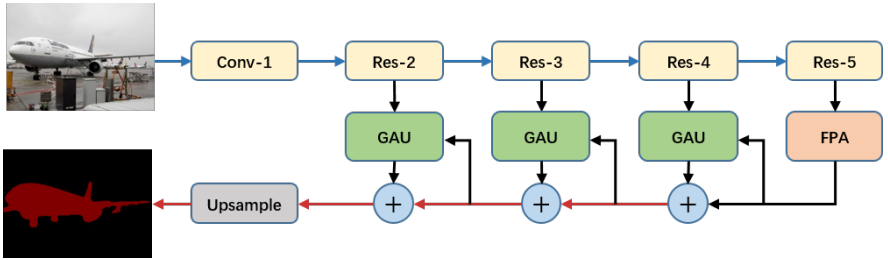 Conv-1
Res-2
Res-3
Res-4
Res-5
GAU
GAU
GAU
FPA
Upsample
+
+
+